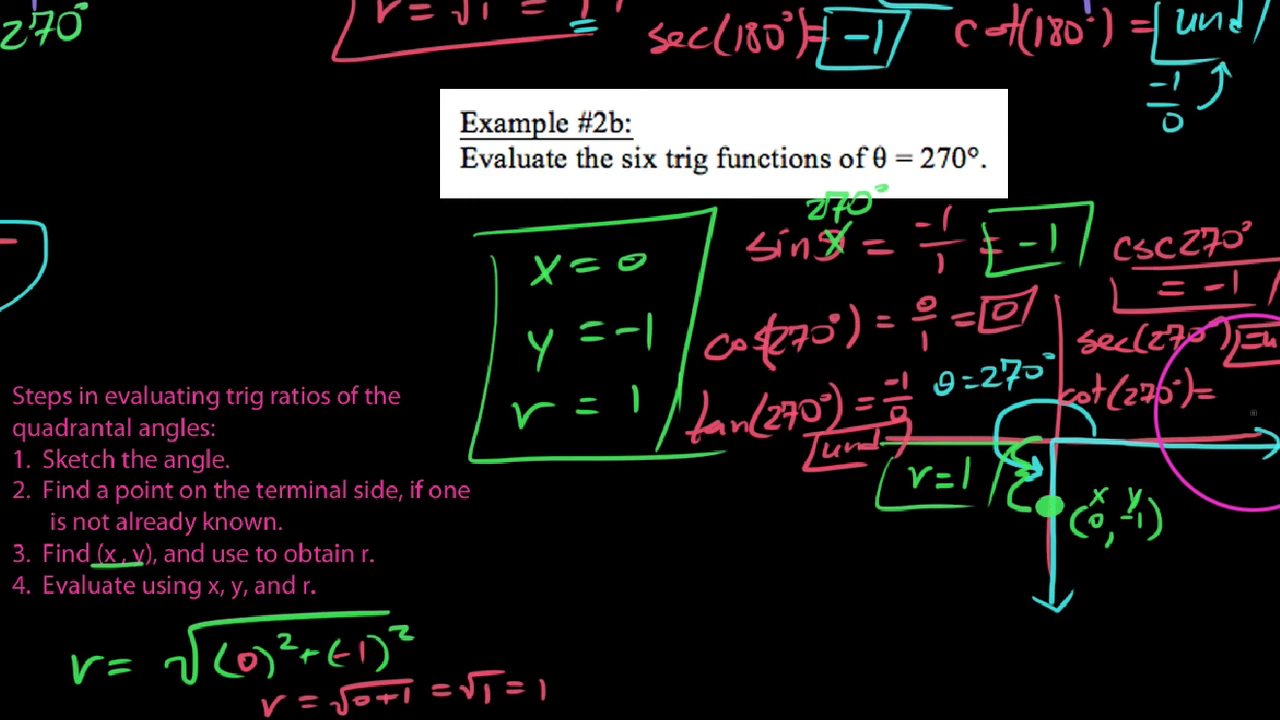 270°
r = √1 = 1
sec(180°) = -1
cot(180°) = und
-1/0
Example #2b:
Evaluate the six trig functions of θ = 270°.
x = 0
y = -1
r = 1
270°
sin = -1/1 = -1
csc270°
= -1
cos(270°) = 0/1 = 0
sec(270°) =
tan(270°) = -1/0
und
θ = 270°
cot(270°) =
r = 1
x y
(0, -1)
Steps in evaluating trig ratios of the
quadrantal angles:
1. Sketch the angle.
2. Find a point on the terminal side, if one
is not already known.
3. Find (x , y), and use to obtain r.
4. Evaluate using x, y, and r.
r = √(0)² + (-1)²
r = √0+1 = √1 = 1